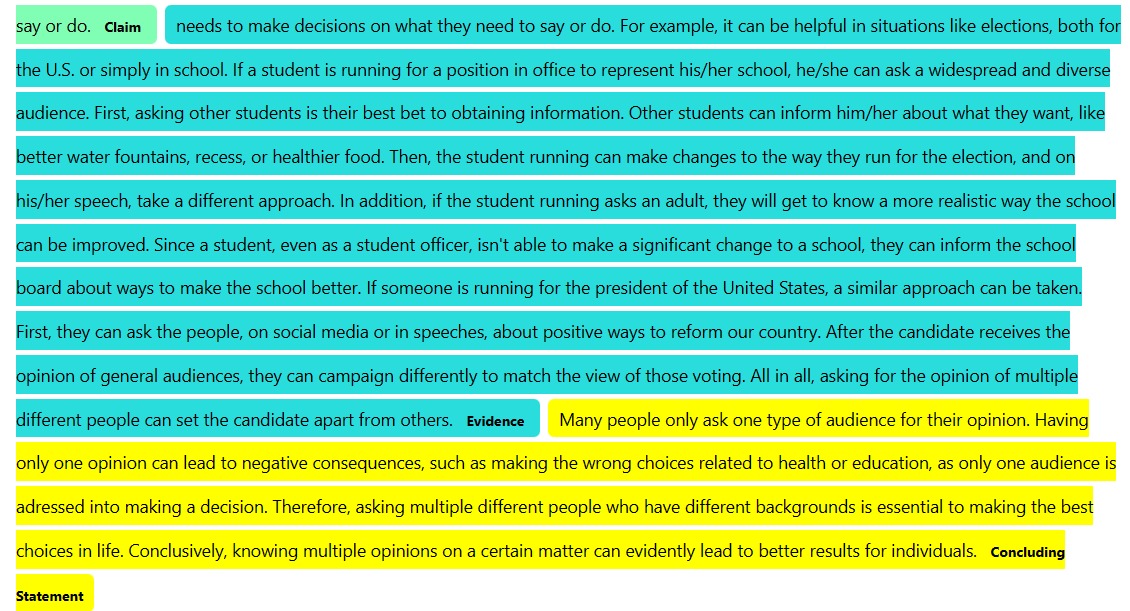 say or do. Claim needs to make decisions on what they need to say or do. For example, it can be helpful in situations like elections, both for
the U.S. or simply in school. If a student is running for a position in office to represent his/her school, he/she can ask a widespread and diverse
audience. First, asking other students is their best bet to obtaining information. Other students can inform him/her about what they want, like
better water fountains, recess, or healthier food. Then, the student running can make changes to the way they run for the election, and on
his/her speech, take a different approach. In addition, if the student running asks an adult, they will get to know a more realistic way the school
can be improved. Since a student, even as a student officer, isn't able to make a significant change to a school, they can inform the school
board about ways to make the school better. If someone is running for the president of the United States, a similar approach can be taken.
First, they can ask the people, on social media or in speeches, about positive ways to reform our country. After the candidate receives the
opinion of general audiences, they can campaign differently to match the view of those voting. All in all, asking for the opinion of multiple
different people can set the candidate apart from others. Evidence Many people only ask one type of audience for their opinion. Having
only one opinion can lead to negative consequences, such as making the wrong choices related to health or education, as only one audience is
adressed into making a decision. Therefore, asking multiple different people who have different backgrounds is essential to making the best
choices in life. Conclusively, knowing multiple opinions on a certain matter can evidently lead to better results for individuals. Concluding
Statement